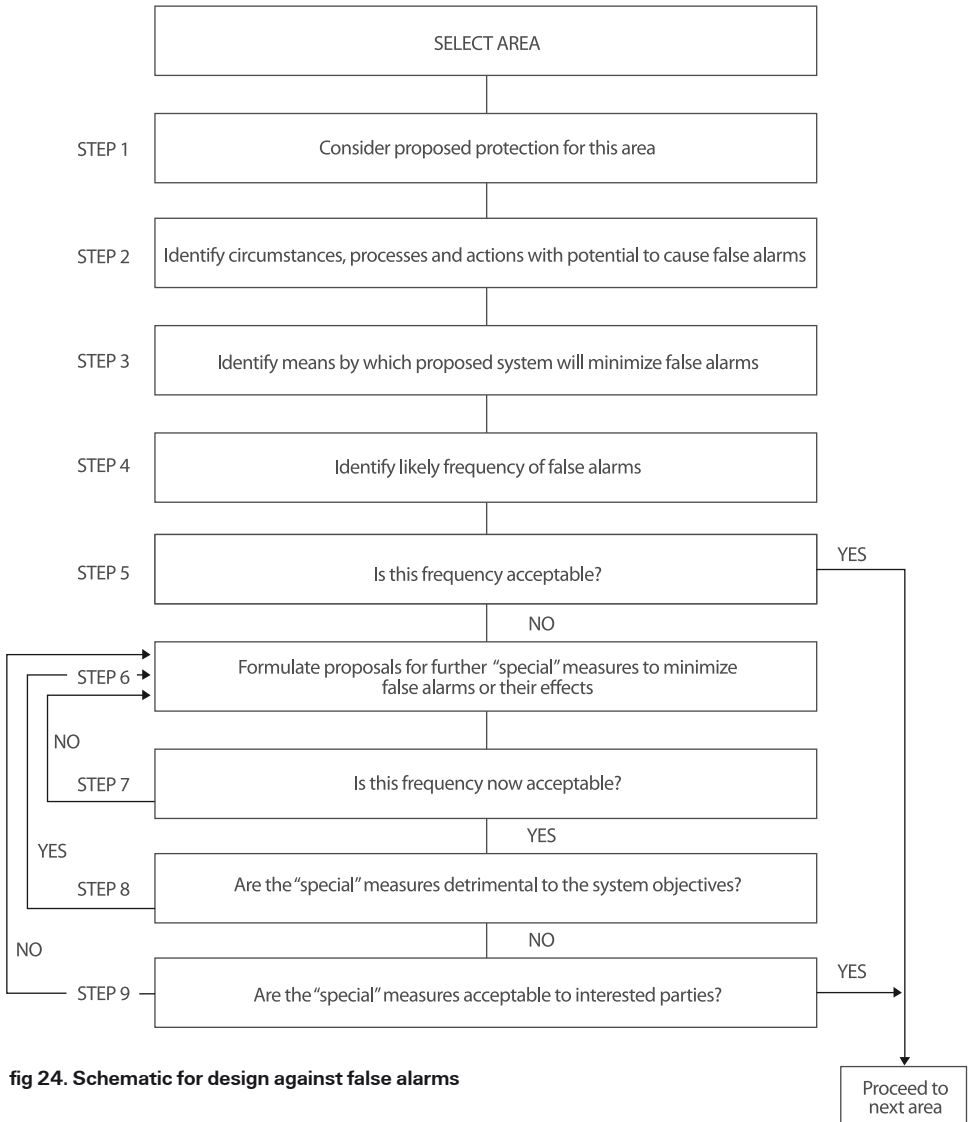 SELECT AREA
STEP 1
Consider proposed protection for this area
STEP 2
Identify circumstances, processes and actions with potential to cause false alarms
STEP 3
Identify means by which proposed system will minimize false alarms
STEP 4
Identify likely frequency of false alarms
STEP 5
Is this frequency acceptable?
YES
NO
STEP 6
Formulate proposals for further “special” measures to minimize
false alarms or their effects
NO
STEP 7
Is this frequency now acceptable?
YES
YES
STEP 8
Are the “special” measures detrimental to the system objectives?
NO
NO
STEP 9
Are the “special” measures acceptable to interested parties?
YES
fig 24. Schematic for design against false alarms
Proceed to
next area